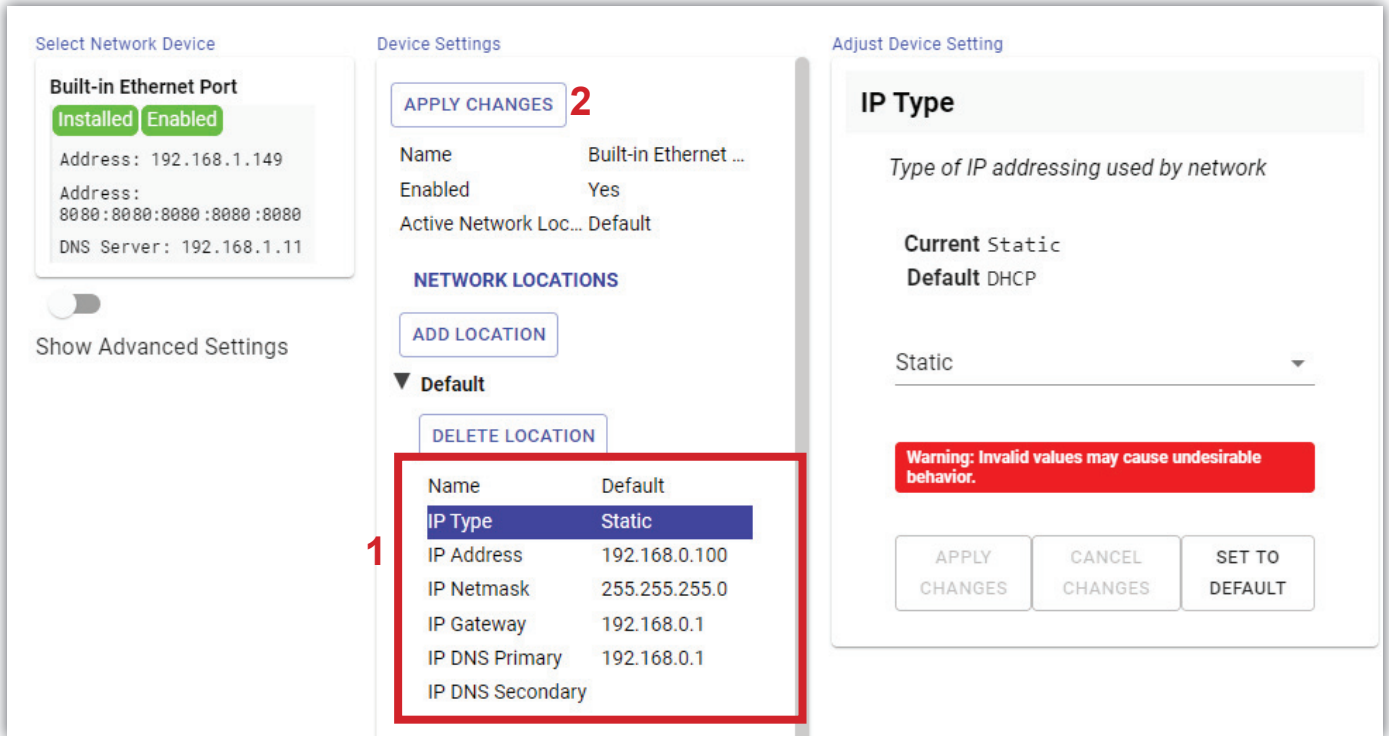 Select Network Device
Built-in Ethernet Port
Installed Enabled
Address: 192.168.1.149
Address:
8080:8080:8080:8080:8080
DNS Server: 192.168.1.11
Show Advanced Settings
Device Settings
APPLY CHANGES 2
Name Built-in Ethernet ...
Enabled Yes
Active Network Loc... Default
NETWORK LOCATIONS
ADD LOCATION
Default
DELETE LOCATION
1
Name Default
IP Type Static
IP Address 192.168.0.100
IP Netmask 255.255.255.0
IP Gateway 192.168.0.1
IP DNS Primary 192.168.0.1
IP DNS Secondary
Adjust Device Setting
IP Type
Type of IP addressing used by network
Current Static
Default DHCP
Static
Warning: Invalid values may cause undesirable
behavior.
APPLY
CHANGES
CANCEL
CHANGES
SET TO
DEFAULT